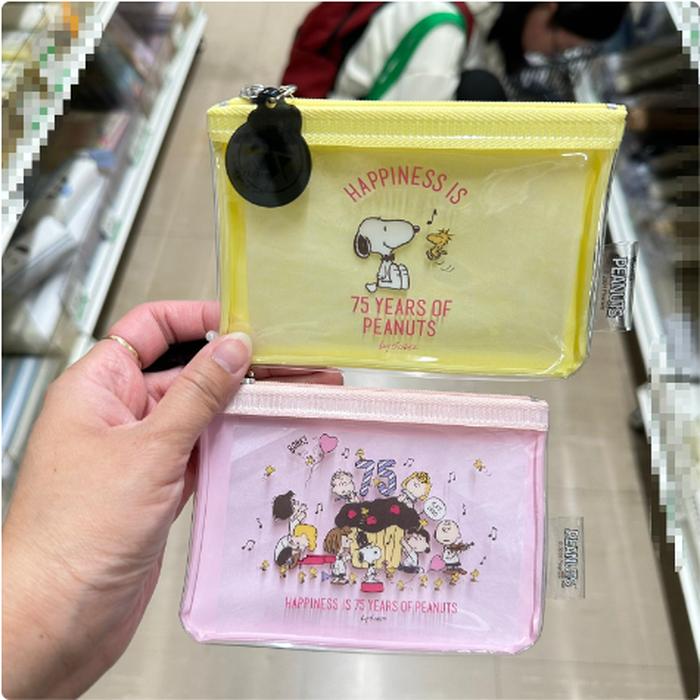 HAPPINESS IS
75 YEARS OF
PEANUTS
PEANUTS
75
HAPPINESS IS 75 YEARS OF PEANUTS
PEANUTS